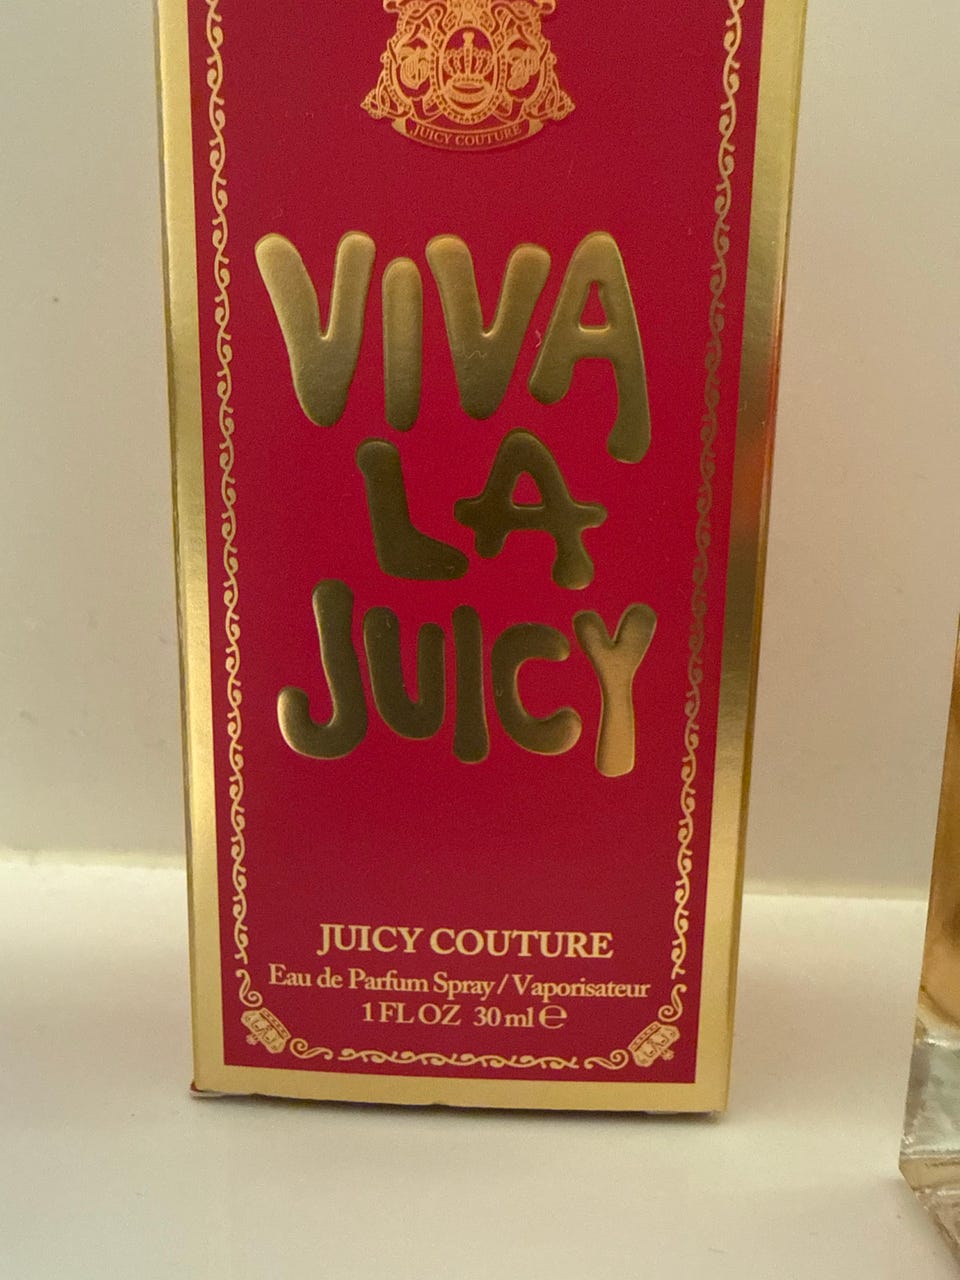 JUICY COUTURE
VIVA
LA
JUICY
JUICY COUTURE
Eau de Parfum Spray/Vaporisateur
1 FL OZ 30 ml ℮